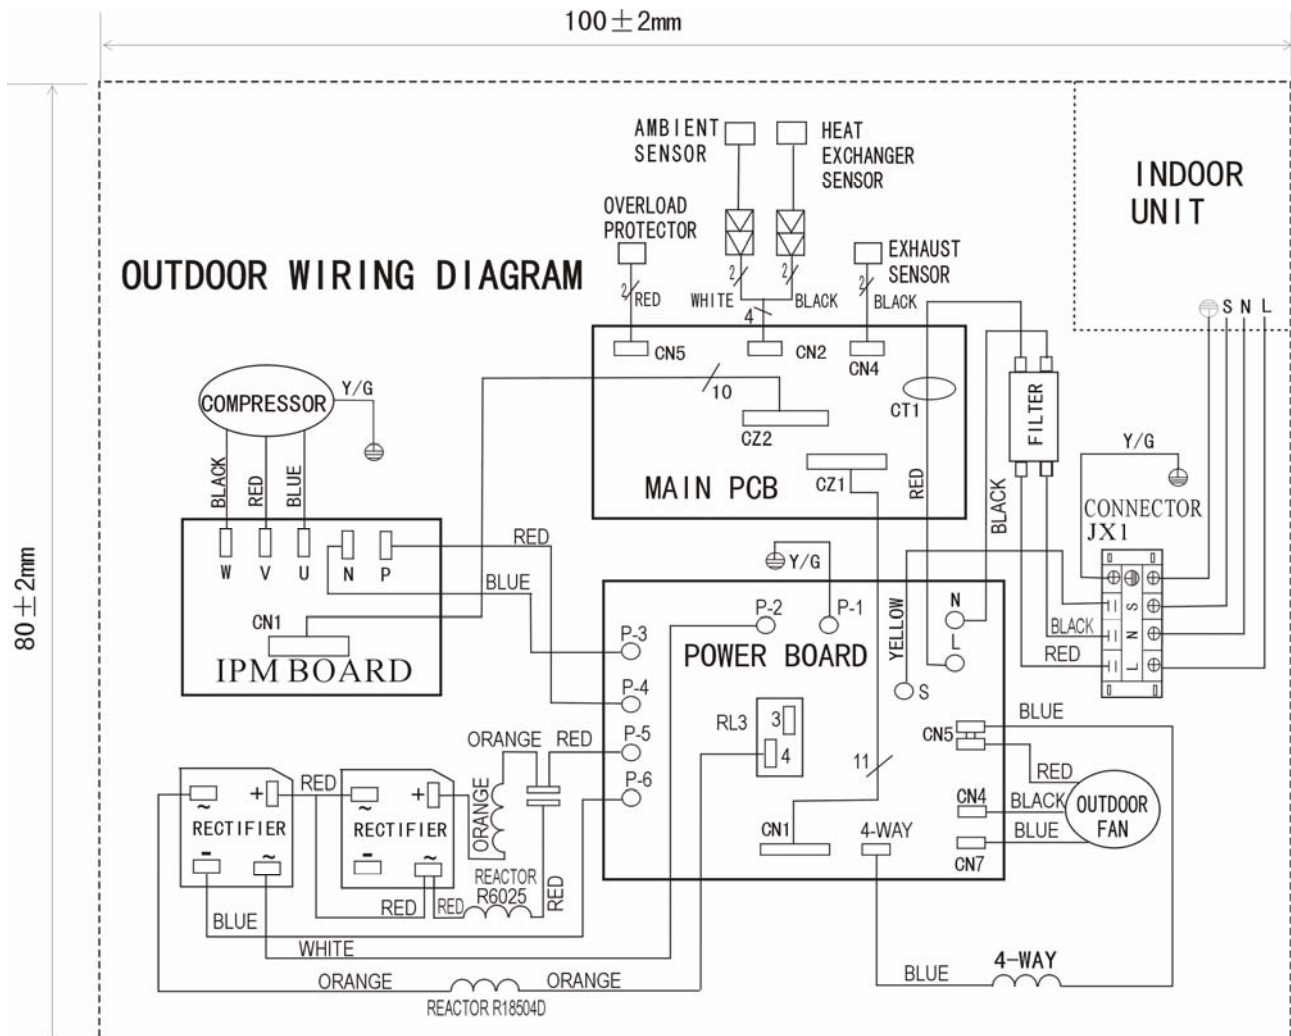 100±2mm
80±2mm
OUTDOOR WIRING DIAGRAM
AMBIENT
SENSOR
HEAT
EXCHANGER
SENSOR
OVERLOAD
PROTECTOR
EXHAUST
SENSOR
INDOOR
UNIT
2
RED
2
WHITE
2
BLACK
4
2
BLACK
S N L
CN5
CN2
CN4
10
CZ2
CT1
CZ1
MAIN PCB
RED
FILTER
BLACK
Y/G
CONNECTOR
JX1
S
N
L
BLACK
RED
YELLOW
COMPRESSOR
Y/G
BLACK
RED
BLUE
W
V
U
N
P
CN1
IPM BOARD
RED
BLUE
Y/G
P-2
P-1
N
L
S
P-3
P-4
P-5
P-6
POWER BOARD
RL3
3
4
11
CN1
4-WAY
CN5
CN4
CN7
BLUE
RED
BLACK
BLUE
OUTDOOR
FAN
ORANGE
RED
ORANGE
RED
~
+
RECTIFIER
-
~
~
+
RECTIFIER
-
~
REACTOR
R6025
RED
RED
RED
BLUE
WHITE
ORANGE
ORANGE
REACTOR R18504D
BLUE
4-WAY